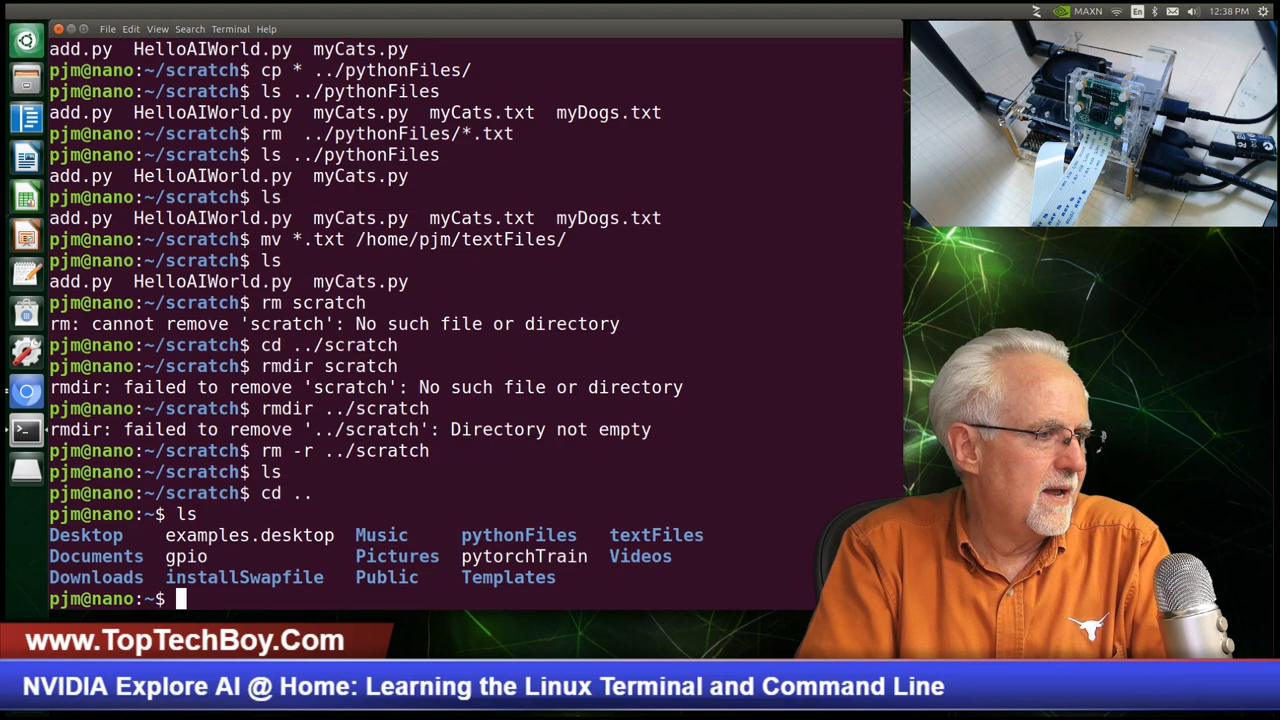 File Edit View Search Terminal Help
MAXN En 12:38 PM
add.py HelloAIWorld.py myCats.py
pjm@nano:~/scratch$ cp * ../pythonFiles/
pjm@nano:~/scratch$ ls ../pythonFiles
add.py HelloAIWorld.py myCats.py myCats.txt myDogs.txt
pjm@nano:~/scratch$ rm  ../pythonFiles/*.txt
pjm@nano:~/scratch$ ls ../pythonFiles
add.py HelloAIWorld.py myCats.py
pjm@nano:~/scratch$ ls
add.py HelloAIWorld.py myCats.py myCats.txt myDogs.txt
pjm@nano:~/scratch$ mv *.txt /home/pjm/textFiles/
pjm@nano:~/scratch$ ls
add.py HelloAIWorld.py myCats.py
pjm@nano:~/scratch$ rm scratch
rm: cannot remove 'scratch': No such file or directory
pjm@nano:~/scratch$ cd ../scratch
pjm@nano:~/scratch$ rmdir scratch
rmdir: failed to remove 'scratch': No such file or directory
pjm@nano:~/scratch$ rmdir ../scratch
rmdir: failed to remove '../scratch': Directory not empty
pjm@nano:~/scratch$ rm -r ../scratch
pjm@nano:~/scratch$ ls
pjm@nano:~/scratch$ cd ..
pjm@nano:~$ ls
Desktop examples.desktop Music pythonFiles textFiles
Documents gpio Pictures pytorchTrain Videos
Downloads installSwapfile Public Templates
pjm@nano:~$
www.TopTechBoy.Com
NVIDIA Explore AI @ Home: Learning the Linux Terminal and Command Line